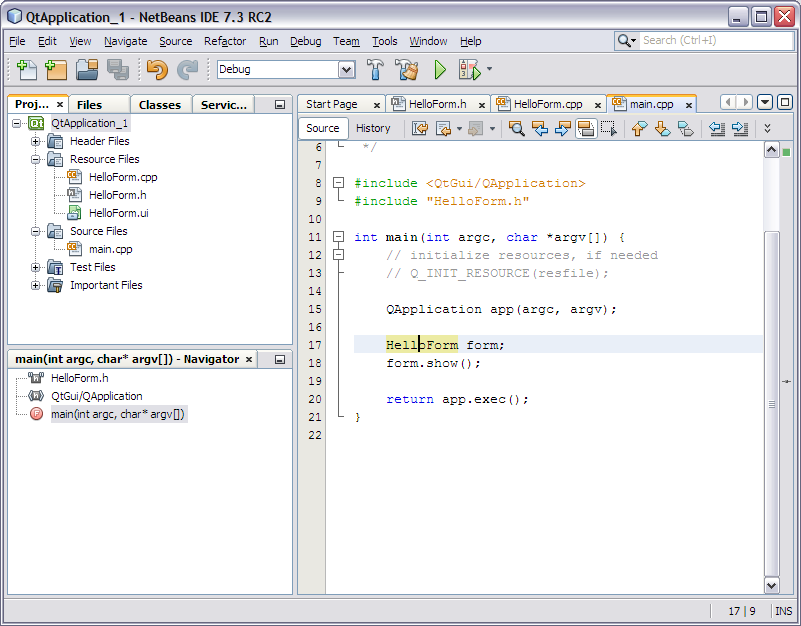 QtApplication_1 - NetBeans IDE 7.3 RC2
File Edit View Navigate Source Refactor Run Debug Team Tools Window Help
Search (Ctrl+I)
Debug
Proj... × Files Classes Servic...
QtApplication_1
Header Files
Resource Files
HelloForm.cpp
HelloForm.h
HelloForm.ui
Source Files
main.cpp
Test Files
Important Files
main(int argc, char* argv[]) - Navigator ×
HelloForm.h
QtGui/QApplication
main(int argc, char* argv[])
Start Page × HelloForm.h × HelloForm.cpp × main.cpp ×
Source History
6 */
7
8 #include <QtGui/QApplication>
9 #include "HelloForm.h"
10
11 int main(int argc, char *argv[]) {
12 // initialize resources, if needed
13 // Q_INIT_RESOURCE(resfile);
14
15 QApplication app(argc, argv);
16
17 HelloForm form;
18 form.show();
19
20 return app.exec();
21 }
22
17 | 9 INS